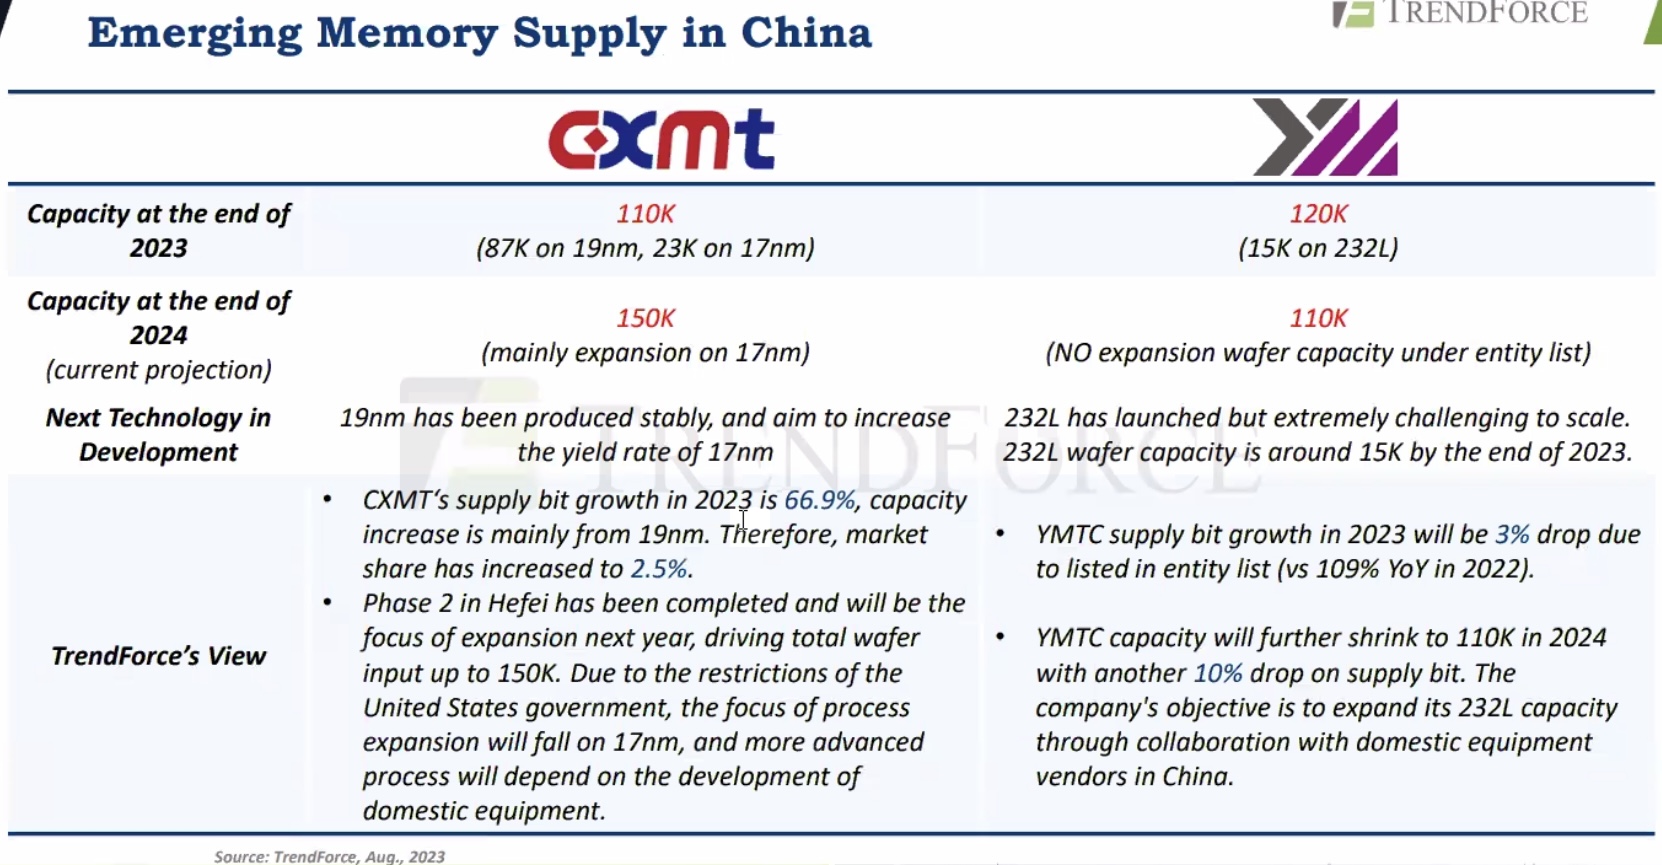 Emerging Memory Supply in China
TRENDFORCE
cxmt
YM
Capacity at the end of
2023
110K
(87K on 19nm, 23K on 17nm)
120K
(15K on 232L)
Capacity at the end of
2024
(current projection)
150K
(mainly expansion on 17nm)
110K
(NO expansion wafer capacity under entity list)
Next Technology in
Development
19nm has been produced stably, and aim to increase
the yield rate of 17nm
232L has launched but extremely challenging to scale.
232L wafer capacity is around 15K by the end of 2023.
TRENDFORCE
TrendForce's View
• CXMT‘s supply bit growth in 2023 is 66.9%, capacity
increase is mainly from 19nm. Therefore, market
share has increased to 2.5%.
• Phase 2 in Hefei has been completed and will be the
focus of expansion next year, driving total wafer
input up to 150K. Due to the restrictions of the
United States government, the focus of process
expansion will fall on 17nm, and more advanced
process will depend on the development of
domestic equipment.
• YMTC supply bit growth in 2023 will be 3% drop due
to listed in entity list (vs 109% YoY in 2022).
• YMTC capacity will further shrink to 110K in 2024
with another 10% drop on supply bit. The
company's objective is to expand its 232L capacity
through collaboration with domestic equipment
vendors in China.
Source: TrendForce, Aug., 2023